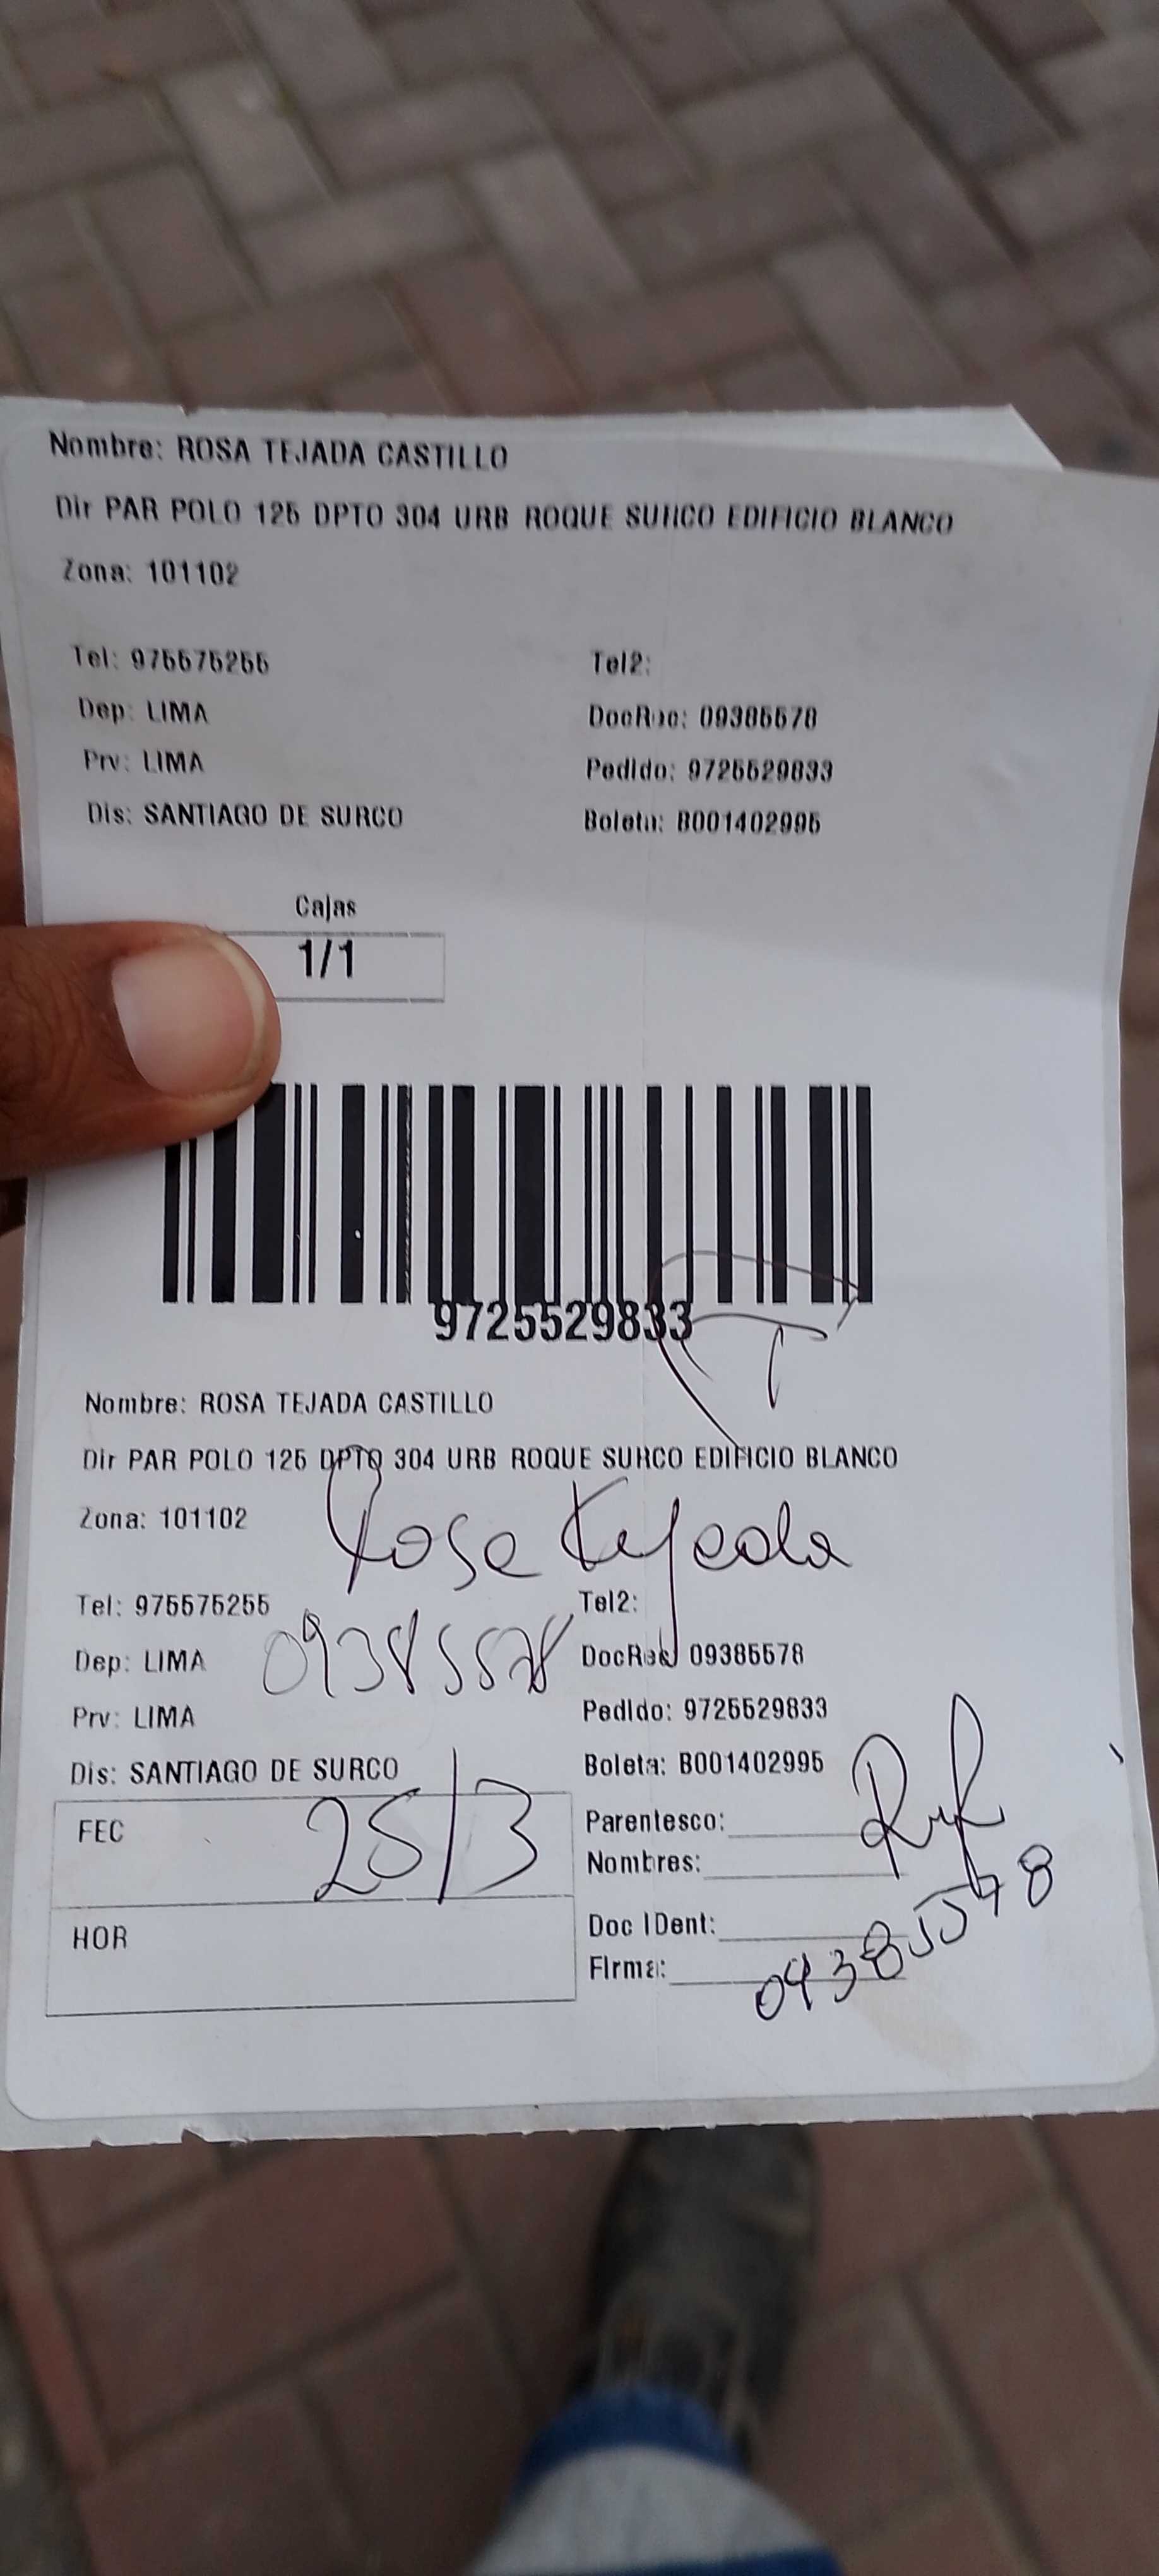 Nombre: ROSA TEJADA CASTILLO
Dir PAR POLO 125 DPTO 304 URB ROQUE SURCO EDIFICIO BLANCO
Zona: 101102
Tel: 975575255 Tel2:
Dep: LIMA DocRec: 09385578
Prv: LIMA Pedido: 9725529833
Dis: SANTIAGO DE SURCO Boleta: B001402995
Cajas
1/1
9725529833
Nombre: ROSA TEJADA CASTILLO
Dir PAR POLO 125 DPTO 304 URB ROQUE SURCO EDIFICIO BLANCO
Zona: 101102
Rosa Tejada
Tel: 975575255 Tel2:
09385578
Dep: LIMA DocRec: 09385578
Prv: LIMA Pedido: 9725529833
Dis: SANTIAGO DE SURCO Boleta: B001402995
FEC 25/3 Parentesco:
Nombres:
HOR Doc IDent:
Firma: 09385578